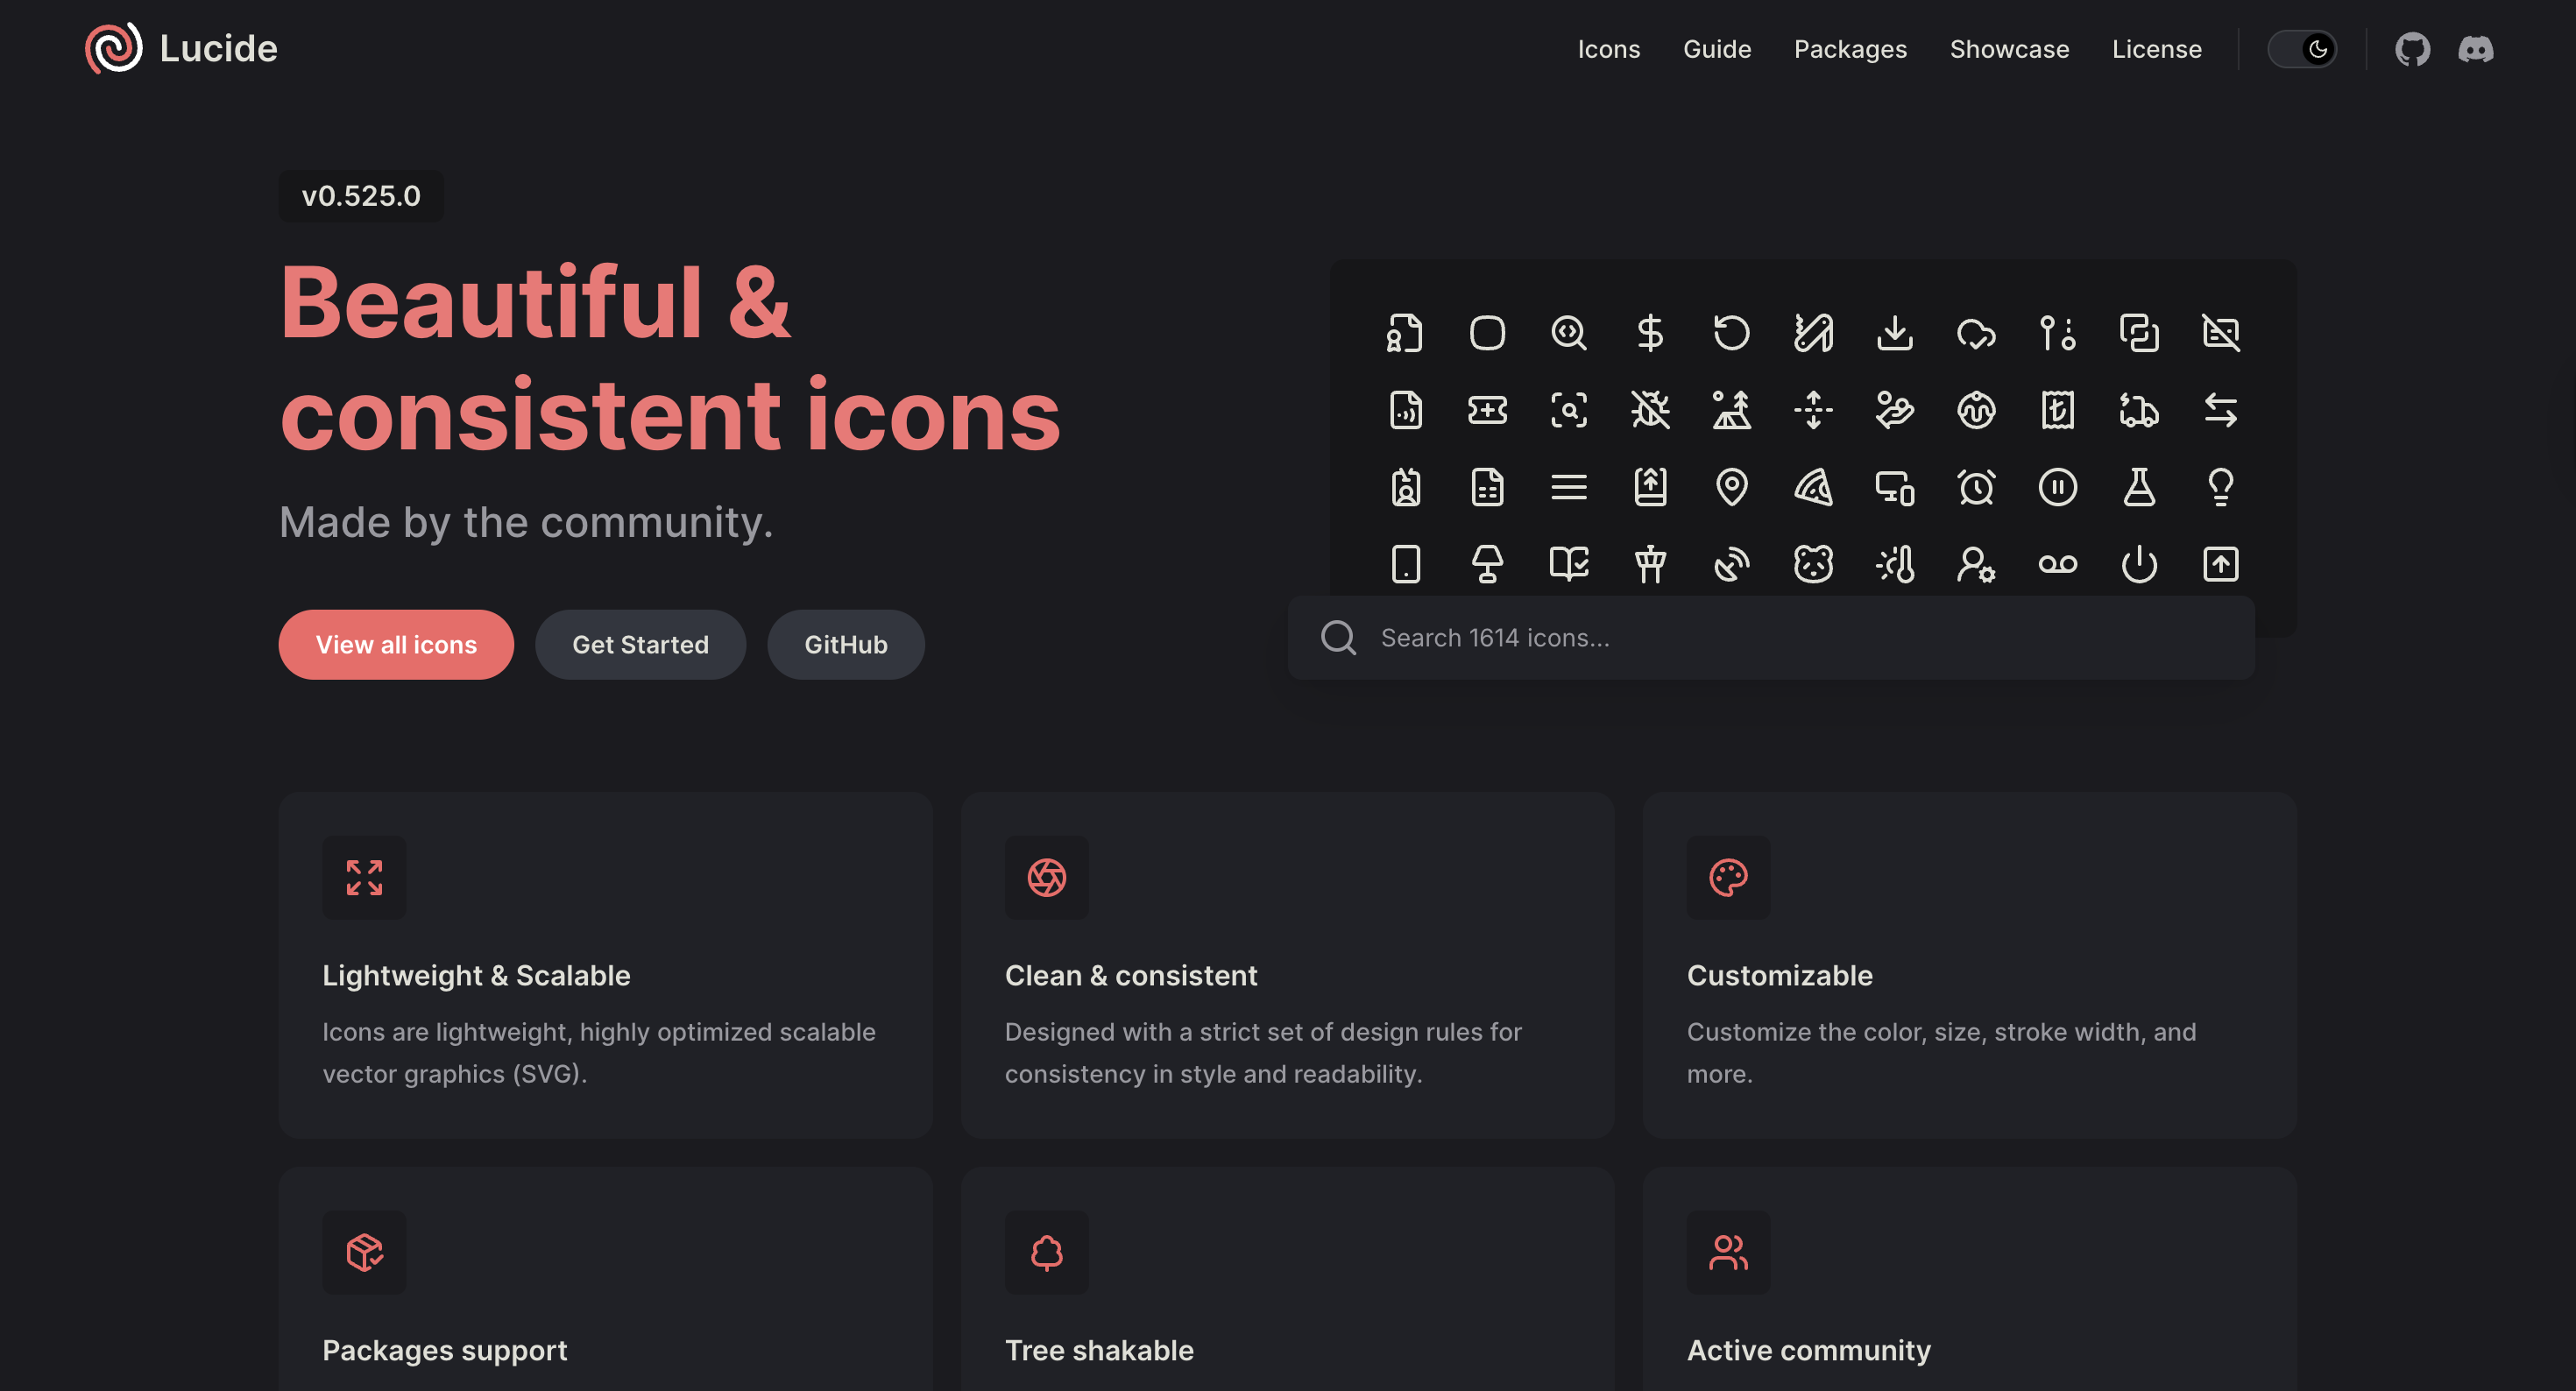 Lucide
Icons
Guide
Packages
Showcase
License
v0.525.0
Beautiful &
consistent icons
Made by the community.
View all icons
Get Started
GitHub
Search 1614 icons...
Lightweight & Scalable
Icons are lightweight, highly optimized scalable
vector graphics (SVG).
Clean & consistent
Designed with a strict set of design rules for
consistency in style and readability.
Customizable
Customize the color, size, stroke width, and
more.
Packages support
Tree shakable
Active community